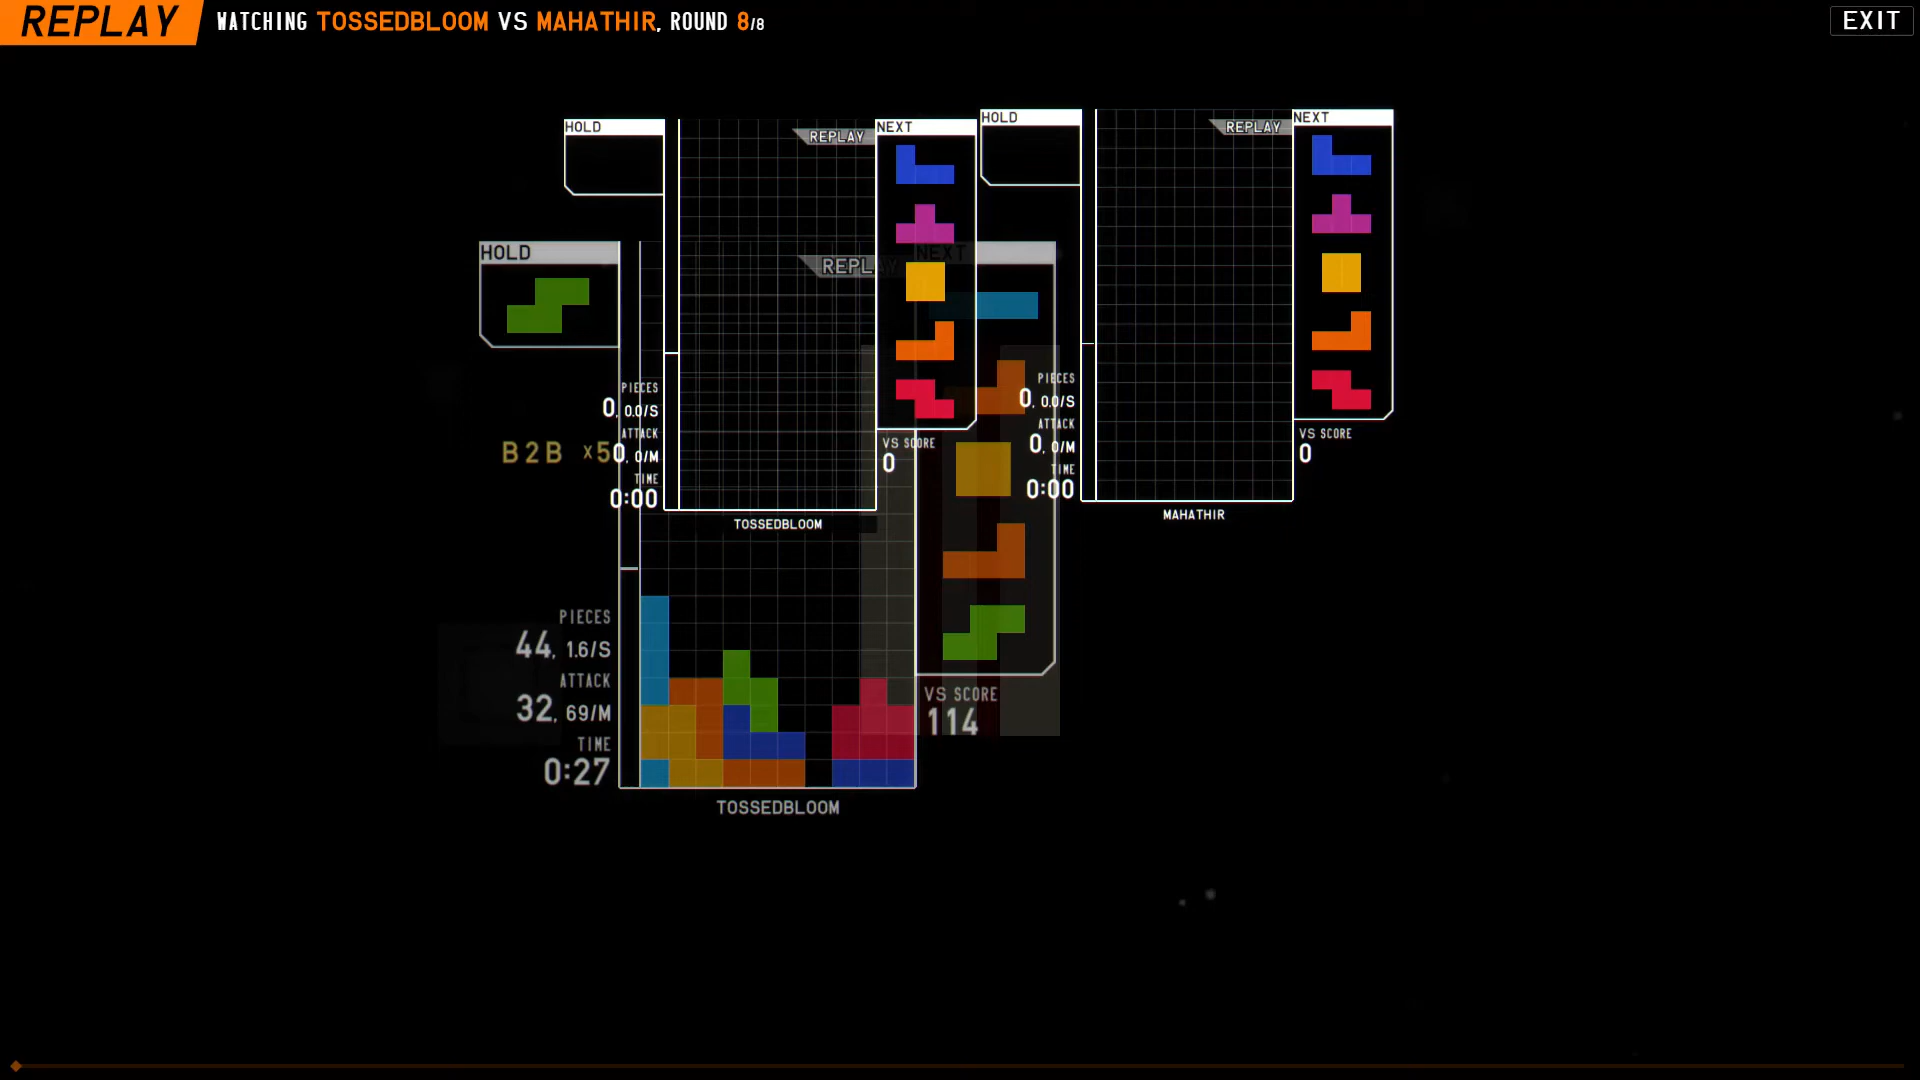 REPLAY
WATCHING TOSSEDBLOOM VS MAHATHIR, ROUND 8/8
EXIT
HOLD
REPLAY
NEXT
HOLD
REPLAY
NEXT
HOLD
REPLAY
NEXT
PIECES
0, 0.0/S
ATTACK
0, 0/M
TIME
0:00
VS SCORE
0
TOSSEDBLOOM
PIECES
0, 0.0/S
ATTACK
0, 0/M
TIME
0:00
VS SCORE
0
MAHATHIR
B2B x5
PIECES
44, 1.6/S
ATTACK
32, 69/M
TIME
0:27
VS SCORE
114
TOSSEDBLOOM